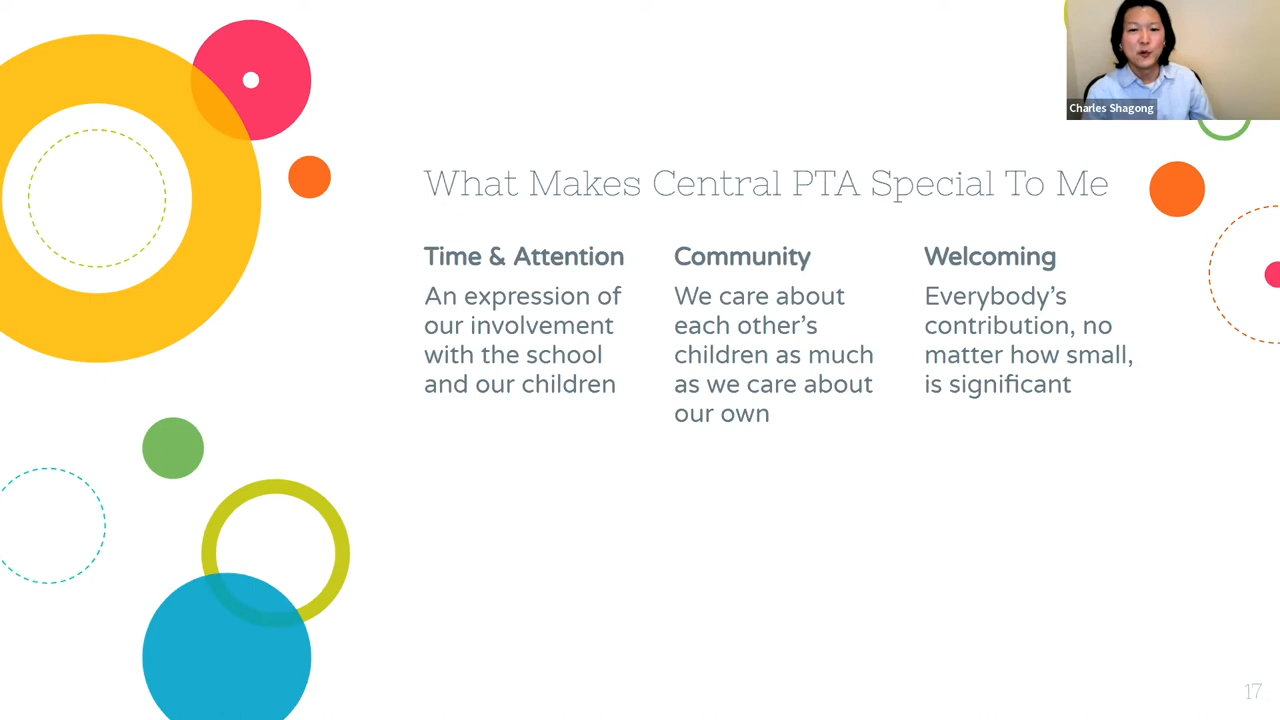 Charles Shagong
What Makes Central PTA Special To Me
Time & Attention
An expression of
our involvement
with the school
and our children
Community
We care about
each other’s
children as much
as we care about
our own
Welcoming
Everybody’s
contribution, no
matter how small,
is significant
17